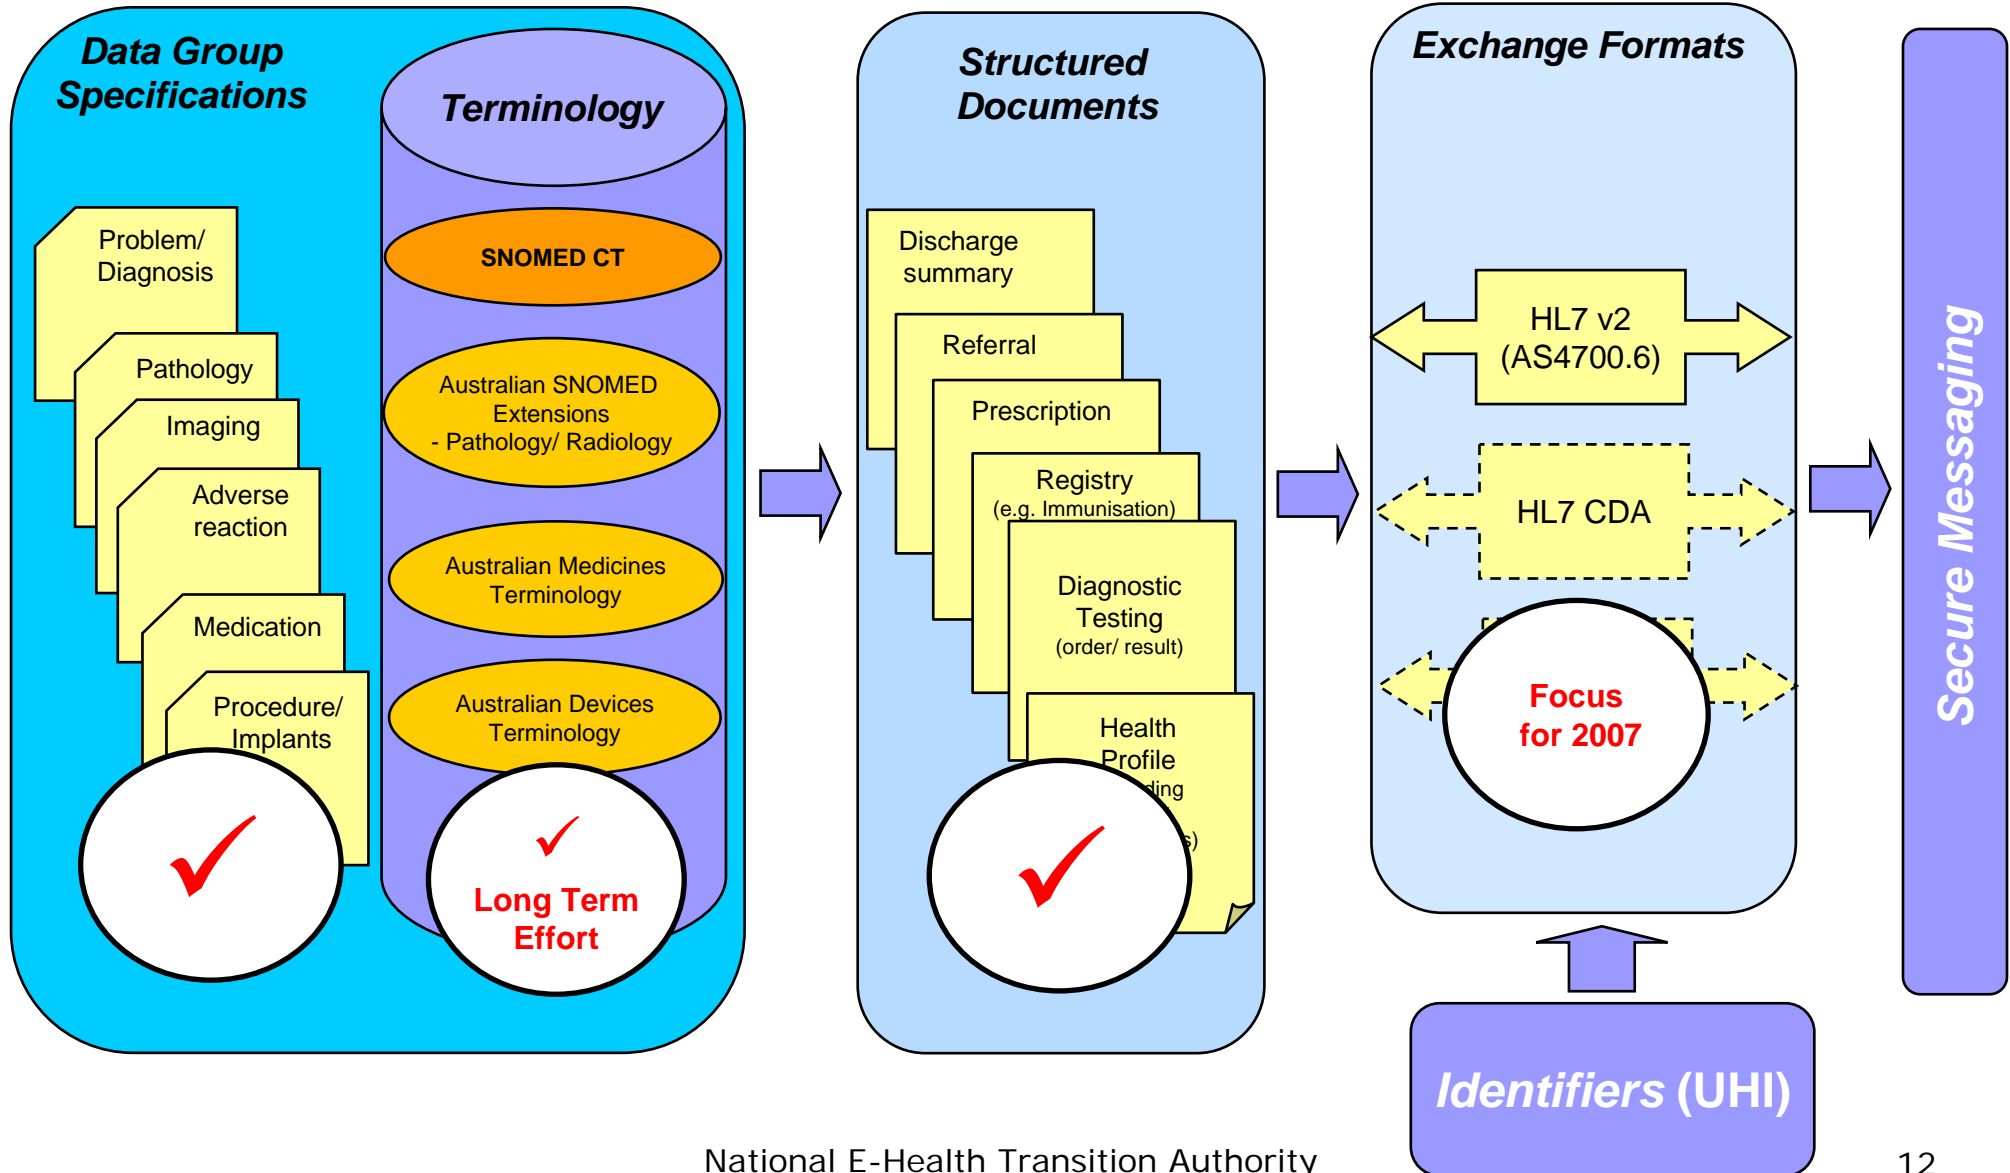 Data Group
Specifications
Problem/
Diagnosis
Pathology
Imaging
Adverse
reaction
Medication
Procedure/
Implants
✓
Terminology
SNOMED CT
Australian SNOMED
Extensions
- Pathology/ Radiology
Australian Medicines
Terminology
Australian Devices
Terminology
✓
Long Term
Effort
Structured
Documents
Discharge
summary
Referral
Prescription
Registry
(e.g. Immunisation)
Diagnostic
Testing
(order/ result)
Health
Profile
✓
Exchange Formats
HL7 v2
(AS4700.6)
HL7 CDA
Focus
for 2007
Identifiers (UHI)
Secure Messaging
National E-Health Transition Authority
12